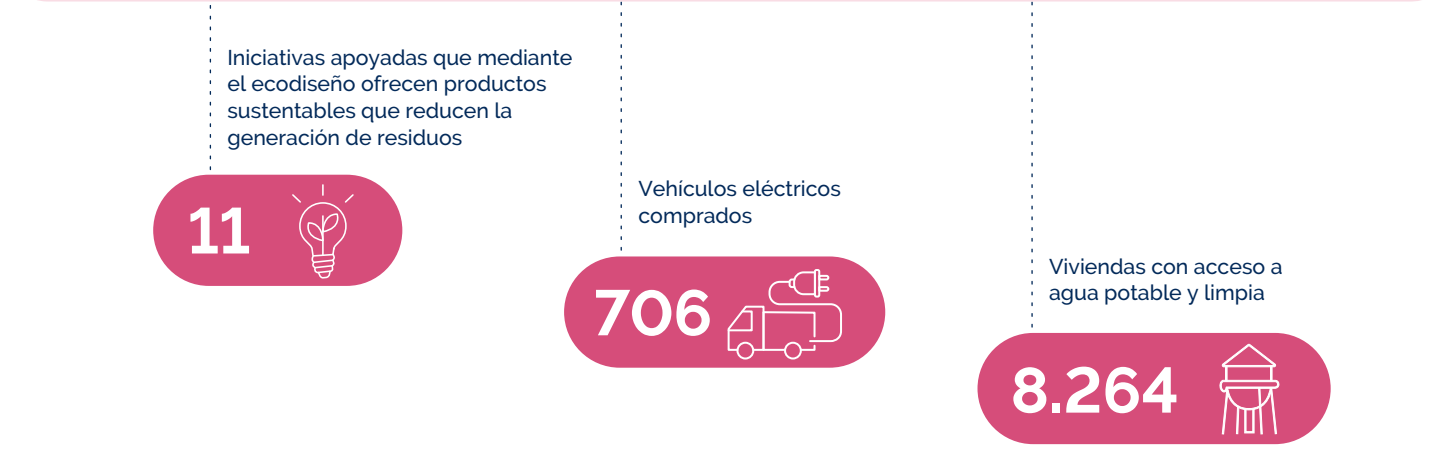 Iniciativas apoyadas que mediante
el ecodiseño ofrecen productos
sustentables que reducen la
generación de residuos
11
Vehículos eléctricos
comprados
706
Viviendas con acceso a
agua potable y limpia
8.264